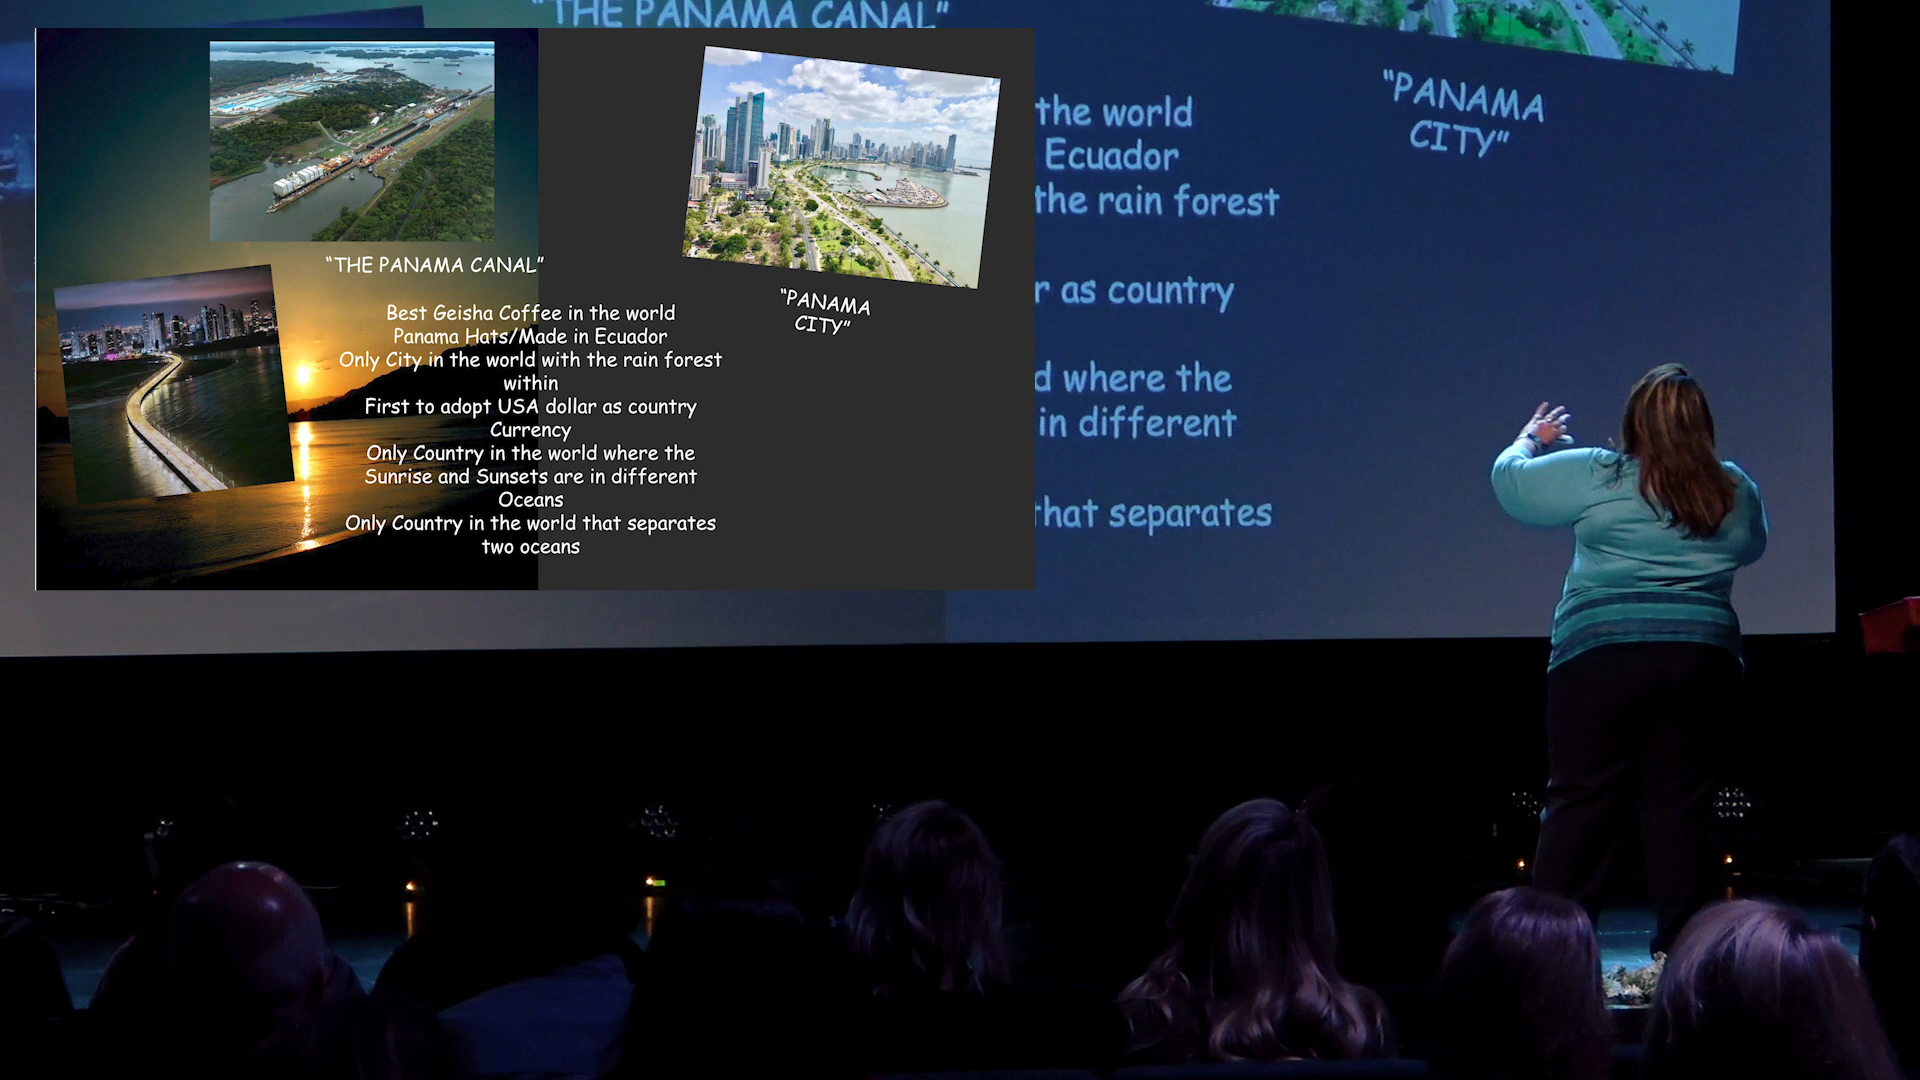 "THE PANAMA CANAL"
"THE PANAMA CANAL"
Best Geisha Coffee in the world
Panama Hats/Made in Ecuador
Only City in the world with the rain forest
within
First to adopt USA dollar as country
Currency
Only Country in the world where the
Sunrise and Sunsets are in different
Oceans
Only Country in the world that separates
two oceans
"PANAMA
CITY"
"PANAMA
CITY"
the world
Ecuador
the rain forest
r as country
d where the
in different
that separates